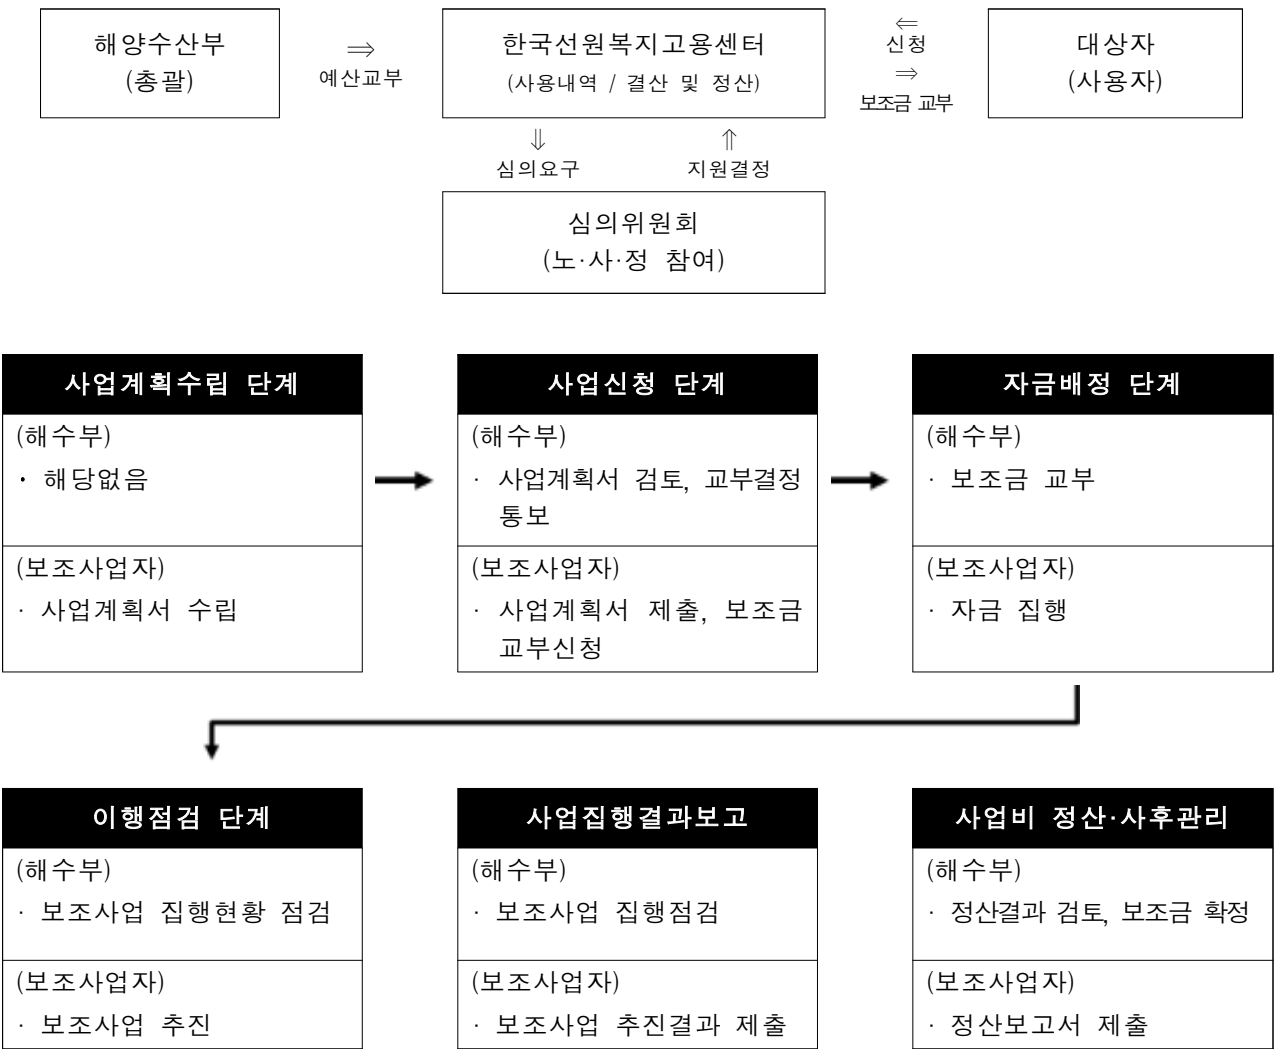 해양수산부
(총괄)
⇒
예산교부
한국선원복지고용센터
(사용내역 / 결산 및 정산)
⇐
신청
⇒
보조금 교부
대상자
(사용자)
⇓
심의요구
⇑
지원결정
심의위원회
(노·사·정 참여)
사업계획수립 단계
(해수부)
· 해당없음
(보조사업자)
· 사업계획서 수립
사업신청 단계
(해수부)
· 사업계획서 검토, 교부결정
통보
(보조사업자)
· 사업계획서 제출, 보조금
교부신청
자금배정 단계
(해수부)
· 보조금 교부
(보조사업자)
· 자금 집행
이행점검 단계
(해수부)
· 보조사업 집행현황 점검
(보조사업자)
· 보조사업 추진
사업집행결과보고
(해수부)
· 보조사업 집행점검
(보조사업자)
· 보조사업 추진결과 제출
사업비 정산·사후관리
(해수부)
· 정산결과 검토, 보조금 확정
(보조사업자)
· 정산보고서 제출